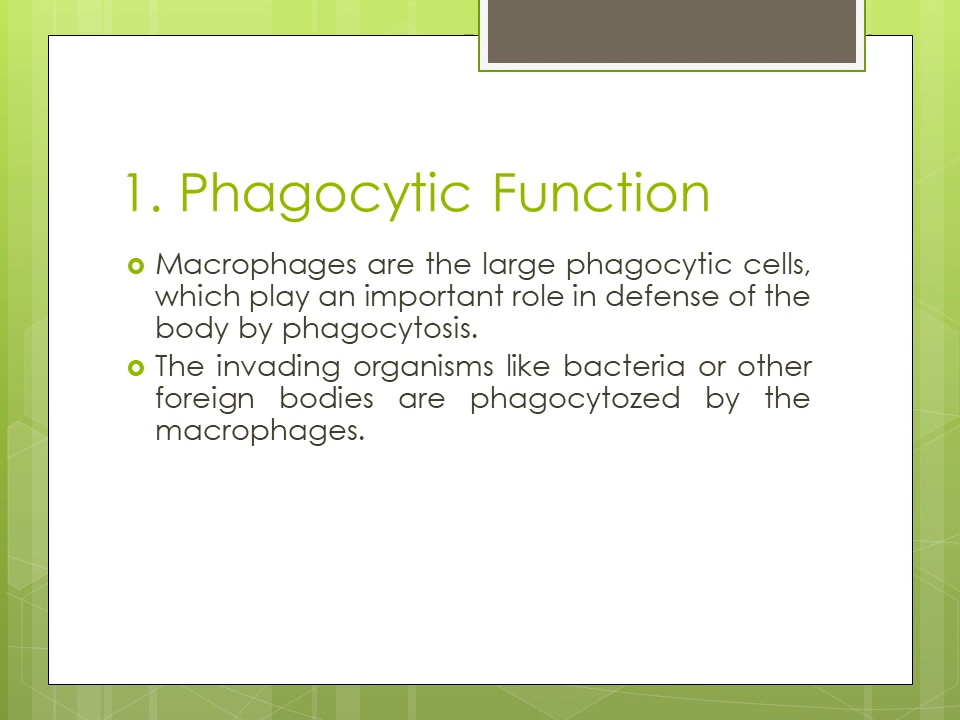 1. Phagocytic Function
Macrophages are the large phagocytic cells,
which play an important role in defense of the
body by phagocytosis.
The invading organisms like bacteria or other
foreign bodies are phagocytozed by the
macrophages.